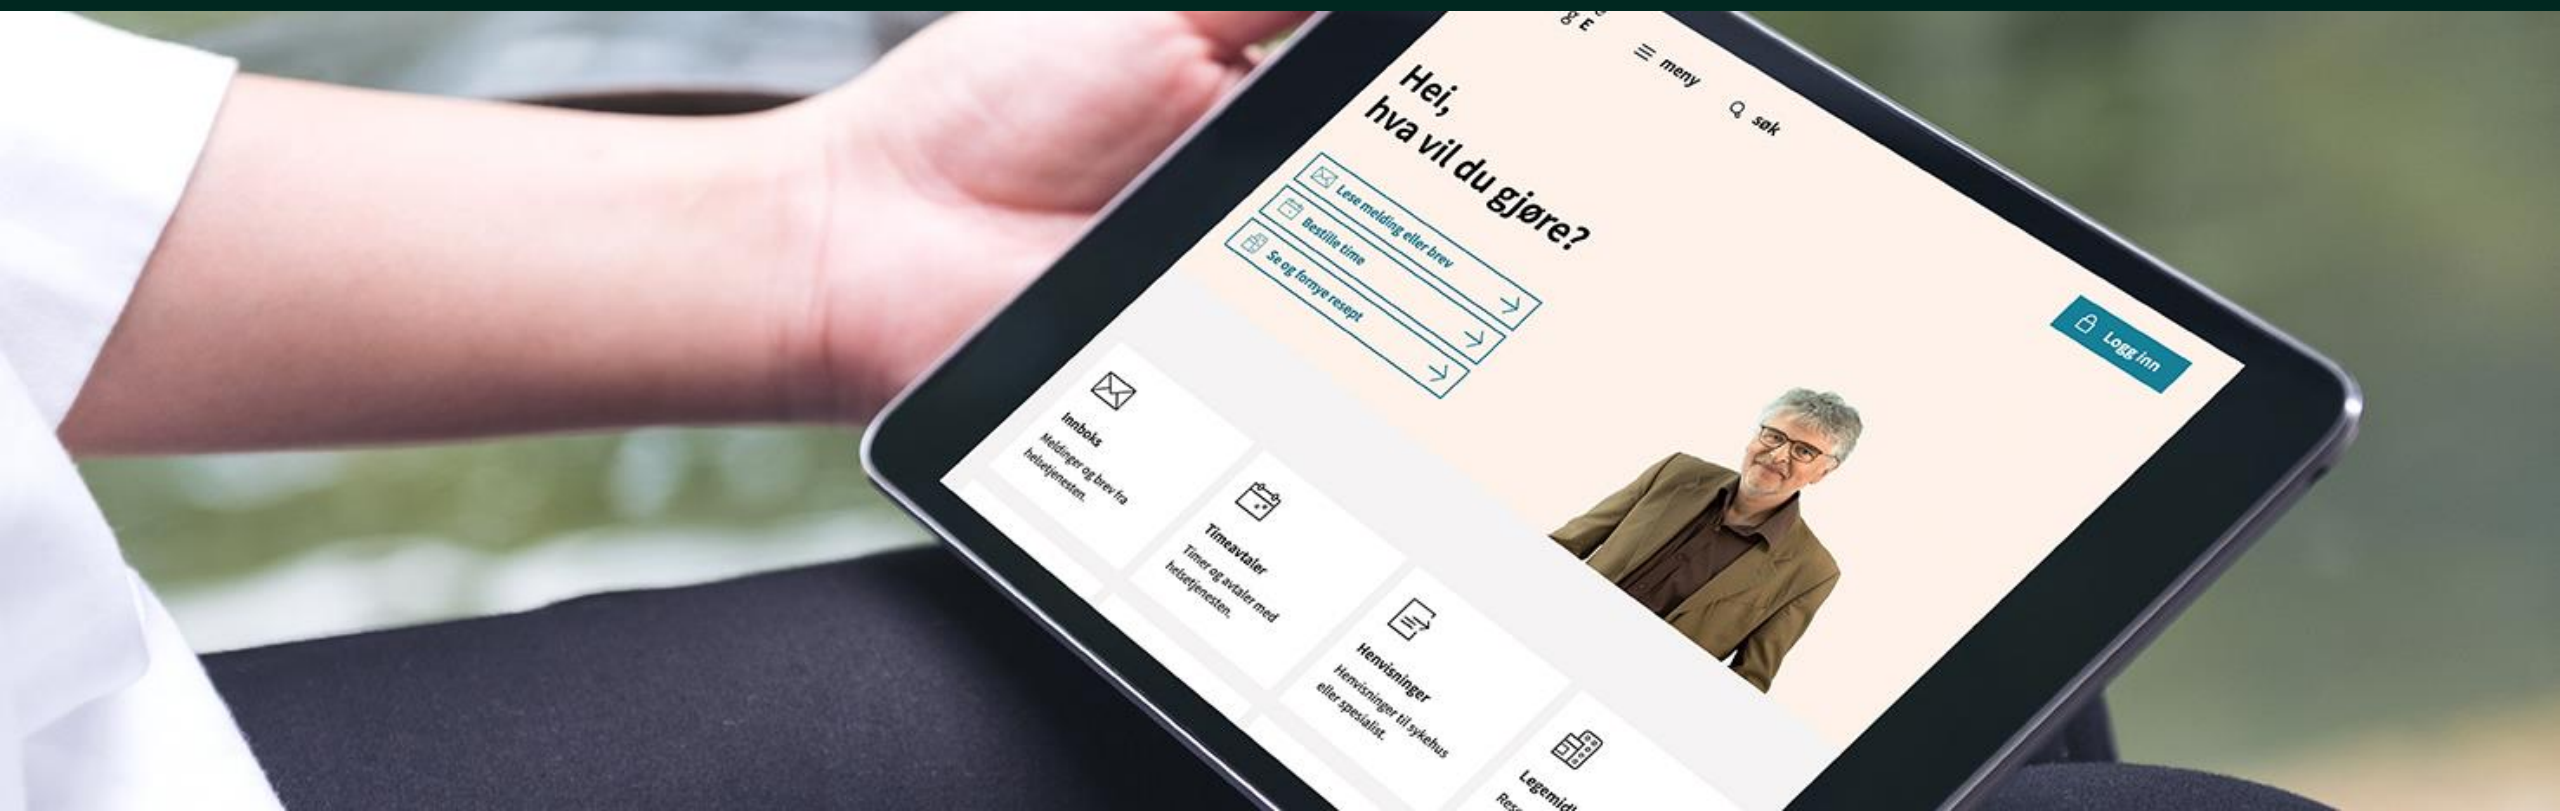 g E
meny
søk
Hei,
hva vil du gjøre?
Lese melding eller brev
Bestille time
Se og fornye resept
Logg inn
Innboks
Meldinger og brev fra
helsetjenesten.
Timeavtaler
Timer og avtaler med
helsetjenesten.
Henvisninger
Henvisninger til sykehus
eller spesialist.